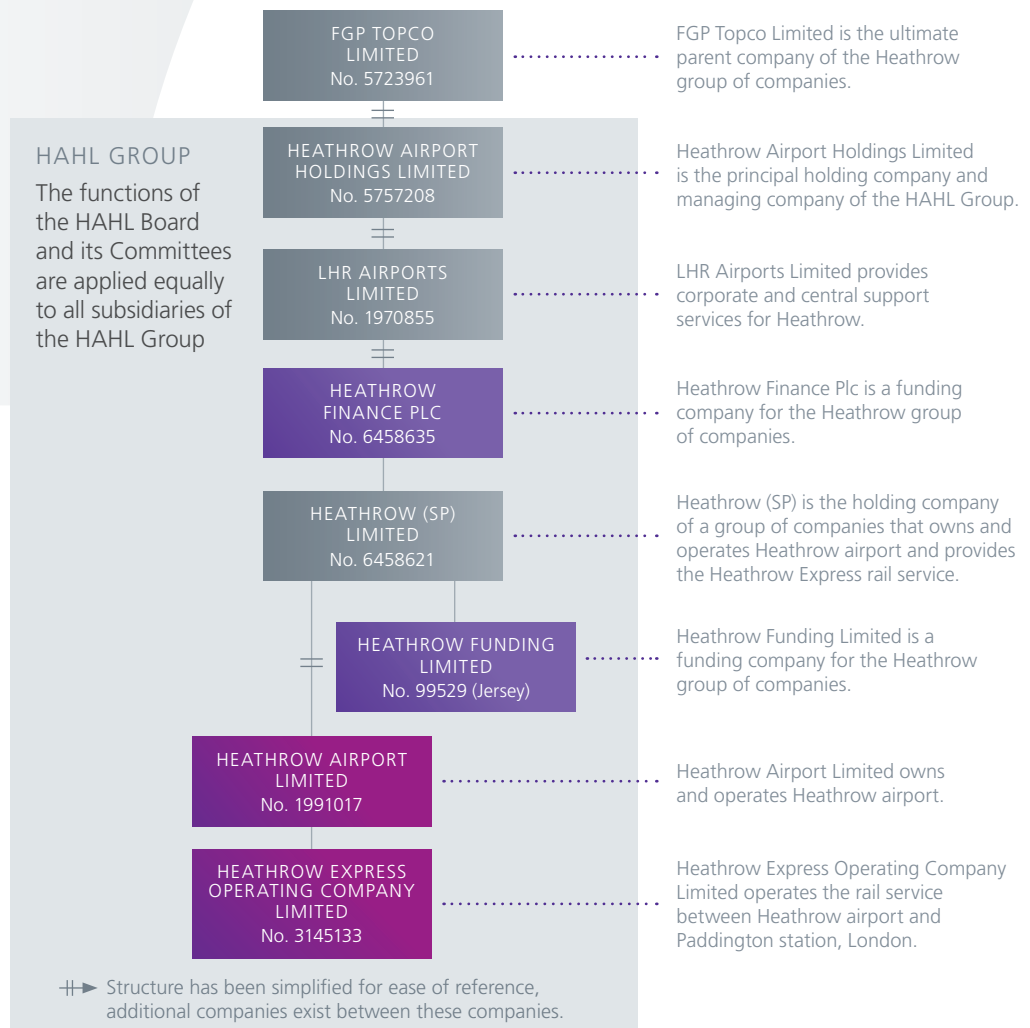 FGP TOPCO
LIMITED
No. 5723961
FGP Topco Limited is the ultimate
parent company of the Heathrow
group of companies.
HAHL GROUP
The functions of
the HAHL Board
and its Committees
are applied equally
to all subsidiaries of
the HAHL Group
HEATHROW AIRPORT
HOLDINGS LIMITED
No. 5757208
Heathrow Airport Holdings Limited
is the principal holding company and
managing company of the HAHL Group.
LHR AIRPORTS
LIMITED
No. 1970855
LHR Airports Limited provides
corporate and central support
services for Heathrow.
HEATHROW
FINANCE PLC
No. 6458635
Heathrow Finance Plc is a funding
company for the Heathrow group
of companies.
HEATHROW (SP)
LIMITED
No. 6458621
Heathrow (SP) is the holding company
of a group of companies that owns and
operates Heathrow airport and provides
the Heathrow Express rail service.
HEATHROW FUNDING
LIMITED
No. 99529 (Jersey)
Heathrow Funding Limited is a
funding company for the Heathrow
group of companies.
HEATHROW AIRPORT
LIMITED
No. 1991017
Heathrow Airport Limited owns
and operates Heathrow airport.
HEATHROW EXPRESS
OPERATING COMPANY
LIMITED
No. 3145133
Heathrow Express Operating Company
Limited operates the rail service
between Heathrow airport and
Paddington station, London.
Structure has been simplified for ease of reference,
additional companies exist between these companies.